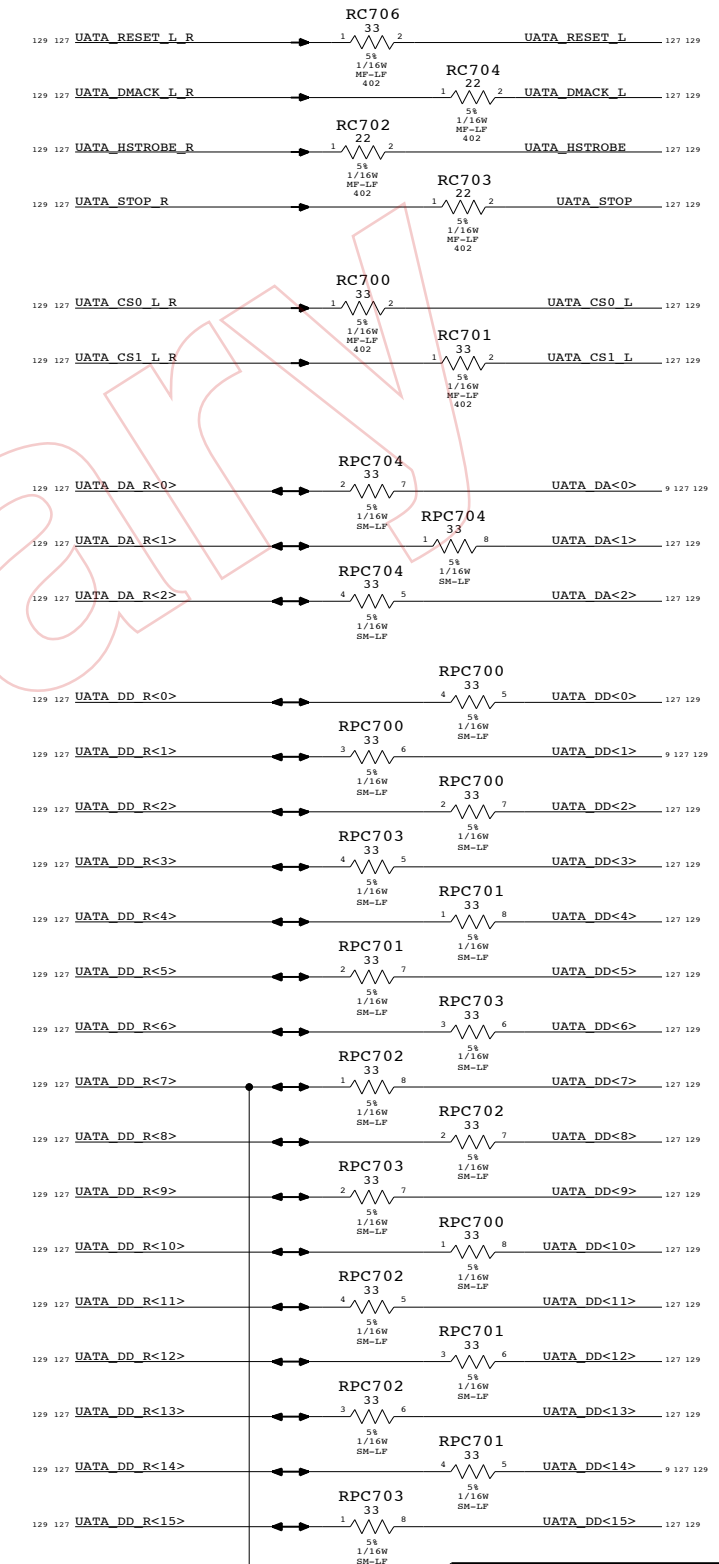 RC706
129 127 UATA_RESET_L_R 1 33 2 UATA_RESET_L 127 129
5%
1/16W
MF-LF
402
RC704
129 127 UATA_DMACK_L_R 1 22 2 UATA_DMACK_L 127 129
5%
1/16W
MF-LF
402
RC702
129 127 UATA_HSTROBE_R 1 22 2 UATA_HSTROBE 127 129
5%
1/16W
MF-LF
402
RC703
129 127 UATA_STOP_R 1 22 2 UATA_STOP 127 129
5%
1/16W
MF-LF
402
RC700
129 127 UATA_CS0_L_R 1 33 2 UATA_CS0_L 127 129
5%
1/16W
MF-LF
402
RC701
129 127 UATA_CS1_L_R 1 33 2 UATA_CS1_L 127 129
5%
1/16W
MF-LF
402
ary
RPC704
129 127 UATA_DA_R<0> 2 33 7 UATA_DA<0> 9 127 129
5%
1/16W
SM-LF
RPC704
129 127 UATA_DA_R<1> 1 33 8 UATA_DA<1> 127 129
5%
1/16W
SM-LF
RPC704
129 127 UATA_DA_R<2> 4 33 5 UATA_DA<2> 127 129
5%
1/16W
SM-LF
RPC700
129 127 UATA_DD_R<0> 4 33 5 UATA_DD<0> 127 129
5%
1/16W
SM-LF
RPC700
129 127 UATA_DD_R<1> 3 33 6 UATA_DD<1> 9 127 129
5%
1/16W
SM-LF
RPC700
129 127 UATA_DD_R<2> 2 33 7 UATA_DD<2> 127 129
5%
1/16W
SM-LF
RPC703
129 127 UATA_DD_R<3> 4 33 5 UATA_DD<3> 127 129
5%
1/16W
SM-LF
RPC701
129 127 UATA_DD_R<4> 1 33 8 UATA_DD<4> 127 129
5%
1/16W
SM-LF
RPC701
129 127 UATA_DD_R<5> 2 33 7 UATA_DD<5> 127 129
5%
1/16W
SM-LF
RPC703
129 127 UATA_DD_R<6> 3 33 6 UATA_DD<6> 127 129
5%
1/16W
SM-LF
RPC702
129 127 UATA_DD_R<7> 1 33 8 UATA_DD<7> 127 129
5%
1/16W
SM-LF
RPC702
129 127 UATA_DD_R<8> 2 33 7 UATA_DD<8> 127 129
5%
1/16W
SM-LF
RPC703
129 127 UATA_DD_R<9> 2 33 7 UATA_DD<9> 127 129
5%
1/16W
SM-LF
RPC700
129 127 UATA_DD_R<10> 1 33 8 UATA_DD<10> 127 129
5%
1/16W
SM-LF
RPC702
129 127 UATA_DD_R<11> 4 33 5 UATA_DD<11> 127 129
5%
1/16W
SM-LF
RPC701
129 127 UATA_DD_R<12> 3 33 6 UATA_DD<12> 127 129
5%
1/16W
SM-LF
RPC702
129 127 UATA_DD_R<13> 3 33 6 UATA_DD<13> 127 129
5%
1/16W
SM-LF
RPC701
129 127 UATA_DD_R<14> 4 33 5 UATA_DD<14> 9 127 129
5%
1/16W
SM-LF
RPC703
129 127 UATA_DD_R<15> 1 33 8 UATA_DD<15> 127 129
5%
1/16W
SM-LF